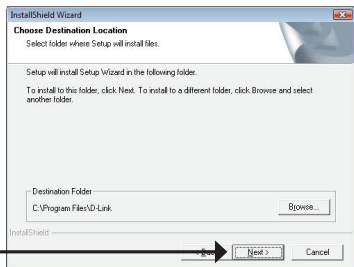 InstallShield Wizard
Choose Destination Location
Select folder where Setup will install files.
Setup will install Setup Wizard in the following folder.
To install to this folder, click Next. To install to a different folder, click Browse and select
another folder.
Destination Folder
C:\Program Files\D-Link
Browse...
InstallShield
Next > Cancel